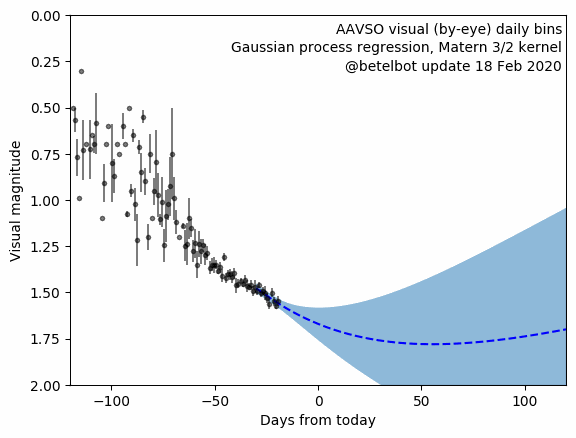 AAVSO visual (by-eye) daily bins
Gaussian process regression, Matern 3/2 kernel
@betelbot update 18 Feb 2020
Visual magnitude
0.00
0.25
0.50
0.75
1.00
1.25
1.50
1.75
2.00
−100
−50
0
50
100
Days from today